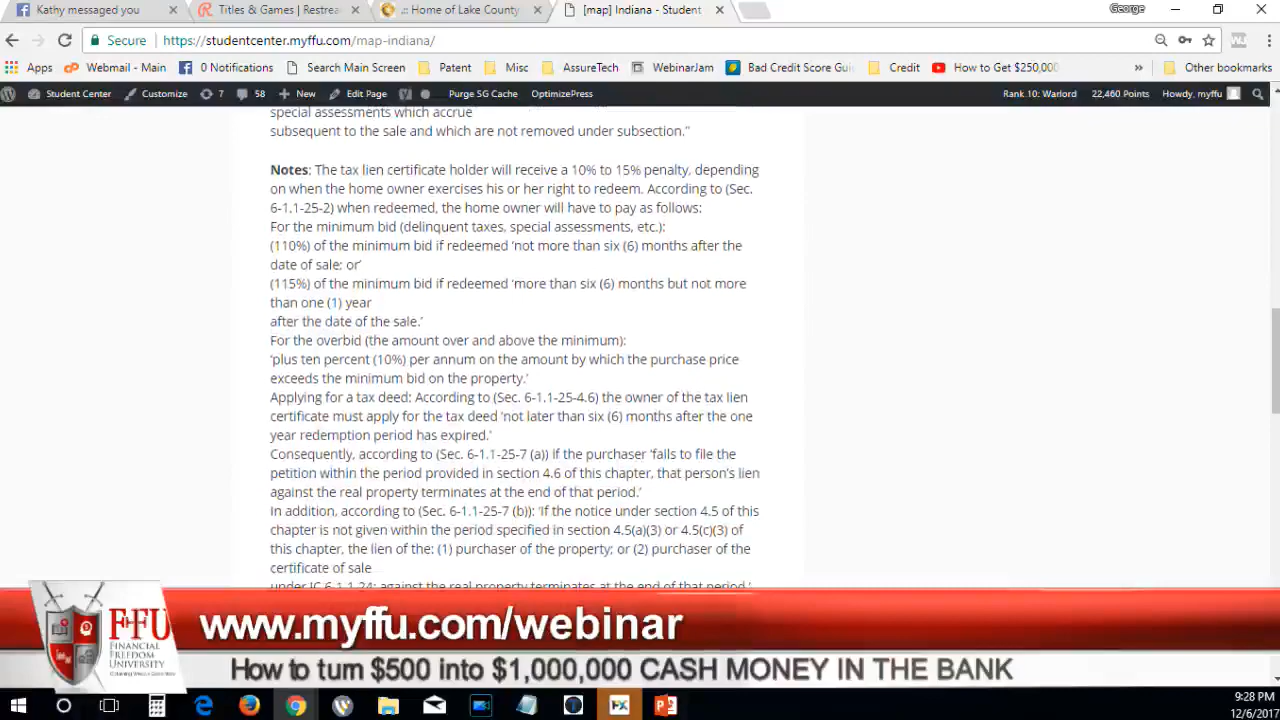 Kathy messaged you
Titles & Games | Restrea
.:: Home of Lake County
[map] Indiana - Student
George
Secure
https://studentcenter.myffu.com/map-indiana/
Apps
Webmail - Main
0 Notifications
Search Main Screen
Patent
Misc
AssureTech
WebinarJam
Bad Credit Score Gui
Credit
How to Get $250,000
Other bookmarks
Student Center
Customize
7
58
New
Edit Page
Purge SG Cache
OptimizePress
Rank 10: Warlord
22,460 Points
Howdy, myffu
special assessments which accrue
subsequent to the sale and which are not removed under subsection."
Notes: The tax lien certificate holder will receive a 10% to 15% penalty, depending
on when the home owner exercises his or her right to redeem. According to (Sec.
6-1.1-25-2) when redeemed, the home owner will have to pay as follows:
For the minimum bid (delinquent taxes, special assessments, etc.):
(110%) of the minimum bid if redeemed 'not more than six (6) months after the
date of sale; or'
(115%) of the minimum bid if redeemed 'more than six (6) months but not more
than one (1) year
after the date of the sale.'
For the overbid (the amount over and above the minimum):
'plus ten percent (10%) per annum on the amount by which the purchase price
exceeds the minimum bid on the property.'
Applying for a tax deed: According to (Sec. 6-1.1-25-4.6) the owner of the tax lien
certificate must apply for the tax deed 'not later than six (6) months after the one
year redemption period has expired.'
Consequently, according to (Sec. 6-1.1-25-7 (a)) if the purchaser 'fails to file the
petition within the period provided in section 4.6 of this chapter, that person's lien
against the real property terminates at the end of that period.'
In addition, according to (Sec. 6-1.1-25-7 (b)): 'If the notice under section 4.5 of this
chapter is not given within the period specified in section 4.5(a)(3) or 4.5(c)(3) of
this chapter, the lien of the: (1) purchaser of the property; or (2) purchaser of the
certificate of sale
under IC 6-1.1-24; against the real property terminates at the end of that period.'
FFU
FINANCIAL
FREEDOM
UNIVERSITY
www.myffu.com/webinar
How to turn $500 into $1,000,000 CASH MONEY IN THE BANK
9:28 PM
12/6/2017